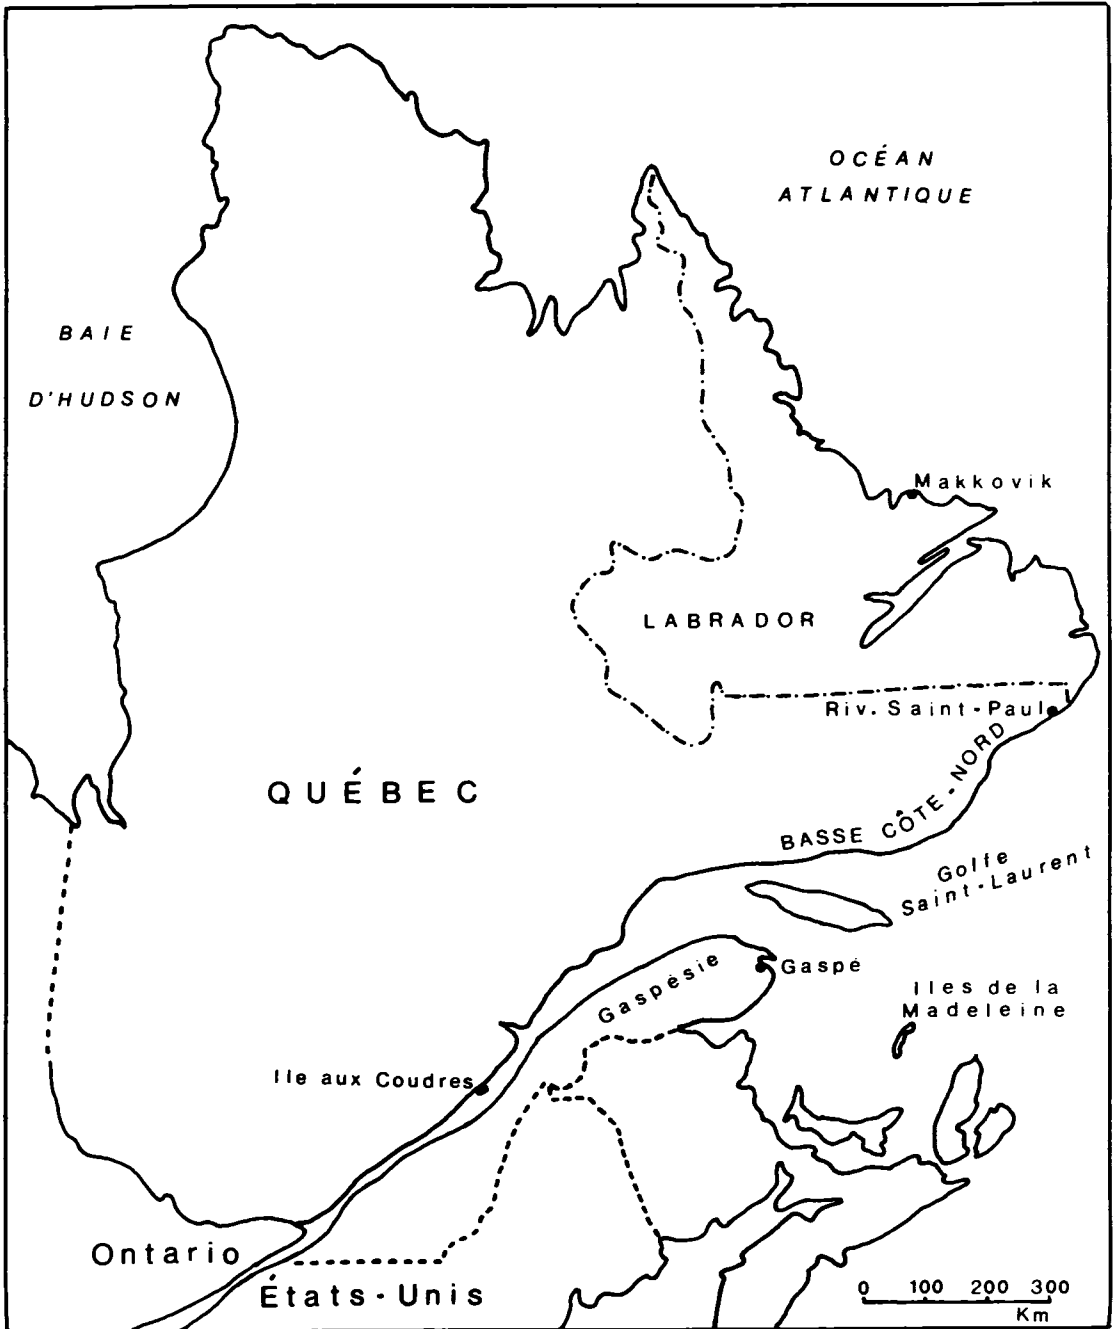 OCÉAN
ATLANTIQUE
BAIE
D'HUDSON
Makkovik
LABRADOR
Riv. Saint-Paul
QUÉBEC
BASSE CÔTE-NORD
Golfe
Saint-Laurent
Gaspésie
Gaspé
Iles de la
Madeleine
Ile aux Coudres
Ontario
États-Unis
0 100 200 300
Km